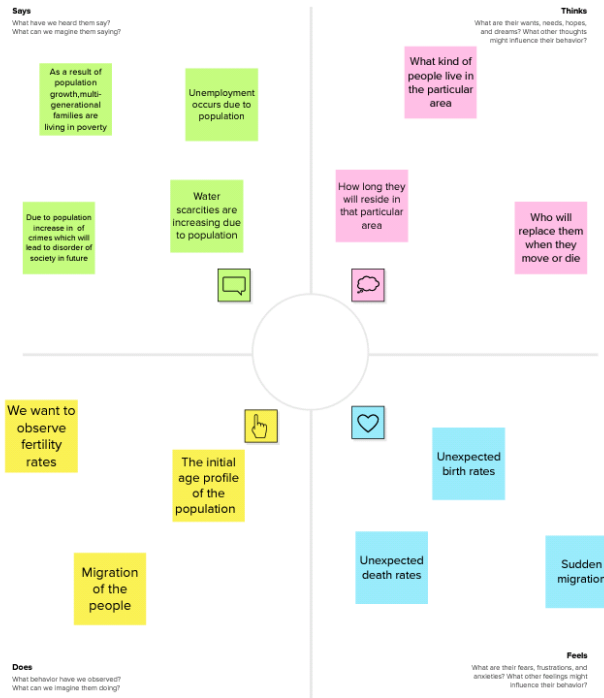 Says
What have we heard them say?
What can we magine them saying?
As a result of
population
growth,multi-
generational
families are
living in poverty
Unemployment
occurs due to
population
Due to population
increase in of
crimes which will
lead to disorder of
society in future
Water
scarcities are
increasing due
to population
Thinks
What are their wants, needs, hopes,
and dreams? What other thoughts
might influence their behavior?
What kind of
people live in
the particular
area
How long they
will reside in
that particular
area
Who will
replace them
when they
move or die
We want to
observe
fertility
rates
The initial
age profile
of the
population
Migration
of the
people
Does
What behavior have we observed?
What can we imagine them doing?
Unexpected
birth rates
Unexpected
death rates
Sudden
migration
Feels
What are their fears, frustrations, and
anxieties? What other feelings might
influence their behavior?